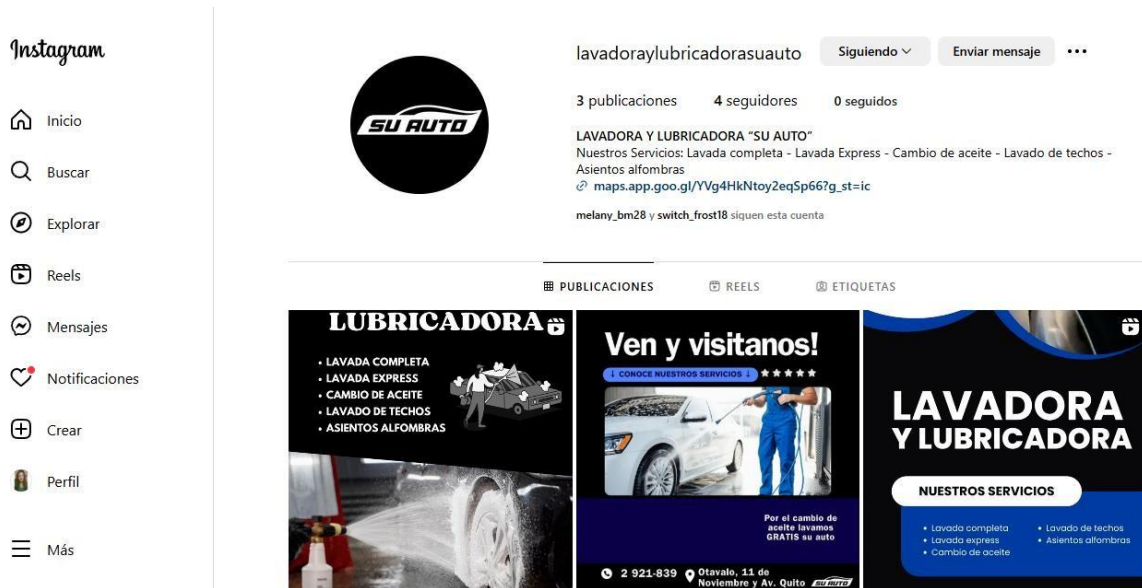 Instagram
Inicio
Buscar
Explorar
Reels
Mensajes
Notificaciones
Crear
Perfil
Más
SU AUTO
lavadoraylubricadorasuauto
Siguiendo
Enviar mensaje
3 publicaciones 4 seguidores 0 seguidos
LAVADORA Y LUBRICADORA “SU AUTO”
Nuestros Servicios: Lavada completa - Lavada Express - Cambio de aceite - Lavado de techos -
Asientos alfombras
maps.app.goo.gl/YVg4HkNtoy2eqSp66?g_st=ic
melany_bm28 y switch_frost18 siguen esta cuenta
PUBLICACIONES REELS ETIQUETAS
LUBRICADORA
• LAVADA COMPLETA
• LAVADA EXPRESS
• CAMBIO DE ACEITE
• LAVADO DE TECHOS
• ASIENTOS ALFOMBRAS
Ven y visitanos!
↓ CONOCE NUESTROS SERVICIOS ↓
Por el cambio de
aceite lavamos
GRATIS su auto
2 921-839
Otavalo, 11 de
Noviembre y Av. Quito
SU AUTO
LAVADORA
Y LUBRICADORA
NUESTROS SERVICIOS
• Lavada completa
• Lavada express
• Cambio de aceite
• Lavado de techos
• Asientos alfombras